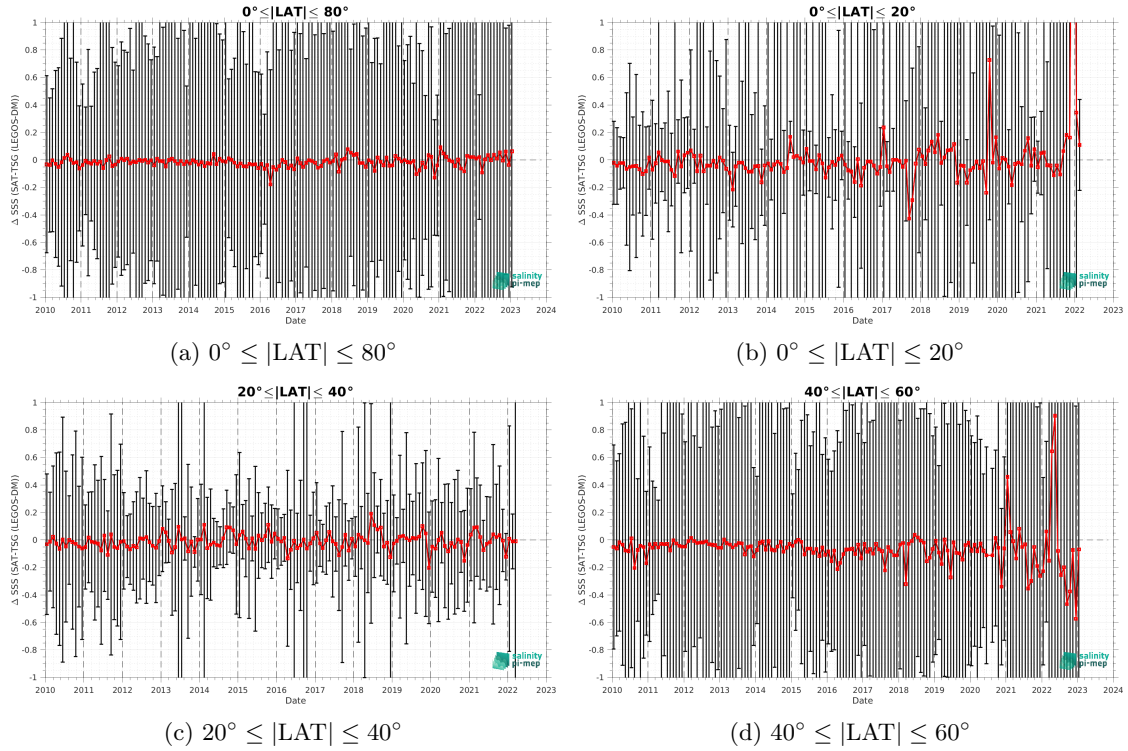 0°≤|LAT|≤ 80°
Δ SSS (SAT-TSG (LEGOS-DM))
1
0.8
0.6
0.4
0.2
0
-0.2
-0.4
-0.6
-0.8
-1
2010 2011 2012 2013 2014 2015 2016 2017 2018 2019 2020 2021 2022 2023 2024
Date
salinity
pi-mep
(a) 0° ≤ |LAT| ≤ 80°
0°≤|LAT|≤ 20°
Δ SSS (SAT-TSG (LEGOS-DM))
1
0.8
0.6
0.4
0.2
0
-0.2
-0.4
-0.6
-0.8
-1
2010 2011 2012 2013 2014 2015 2016 2017 2018 2019 2020 2021 2022 2023
Date
salinity
pi-mep
(b) 0° ≤ |LAT| ≤ 20°
20°≤|LAT|≤ 40°
Δ SSS (SAT-TSG (LEGOS-DM))
1
0.8
0.6
0.4
0.2
0
-0.2
-0.4
-0.6
-0.8
-1
2010 2011 2012 2013 2014 2015 2016 2017 2018 2019 2020 2021 2022 2023
Date
salinity
pi-mep
(c) 20° ≤ |LAT| ≤ 40°
40°≤|LAT|≤ 60°
Δ SSS (SAT-TSG (LEGOS-DM))
1
0.8
0.6
0.4
0.2
0
-0.2
-0.4
-0.6
-0.8
-1
2010 2011 2012 2013 2014 2015 2016 2017 2018 2019 2020 2021 2022 2023 2024
Date
salinity
pi-mep
(d) 40° ≤ |LAT| ≤ 60°